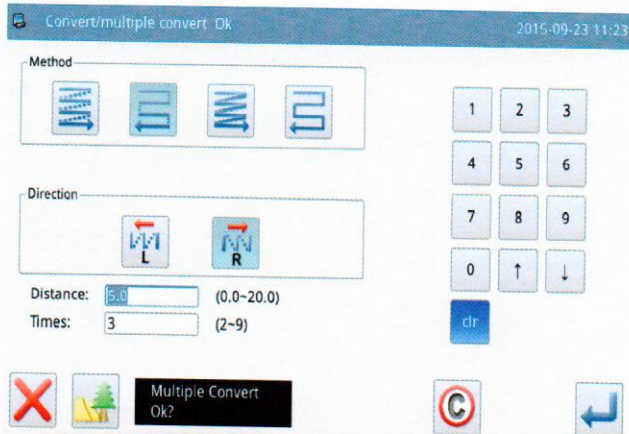 Convert/multiple convert Ok 2015-09-23 11:23
Method
1 2 3
4 5 6
Direction
7 8 9
L R
0 ↑ ↓
Distance: 5.0 (0.0~20.0)
Times: 3 (2~9)
clr
Multiple Convert
Ok?
C